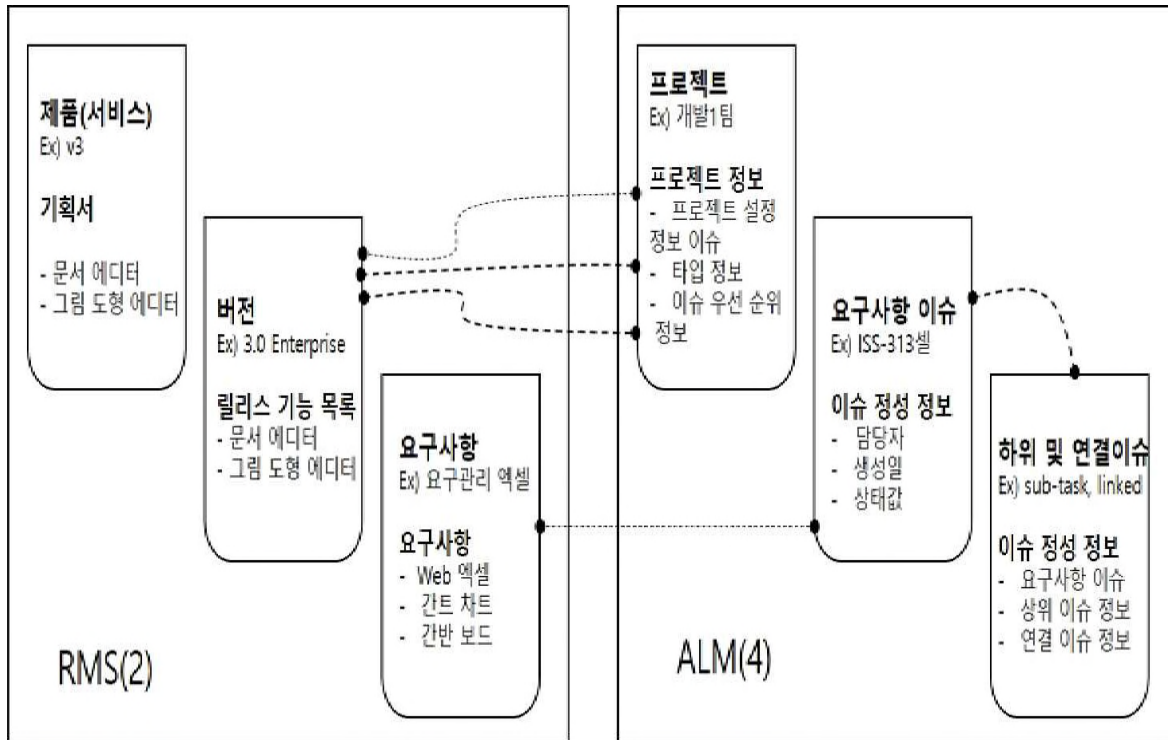 제품(서비스)
Ex) v3
기획서
- 문서 에디터
- 그림 도형 에디터
버전
Ex) 3.0 Enterprise
릴리스 기능 목록
- 문서 에디터
- 그림 도형 에디터
요구사항
Ex) 요구관리 엑셀
요구사항
- Web 엑셀
- 간트 차트
- 간반 보드
RMS(2)
프로젝트
Ex) 개발1팀
프로젝트 정보
- 프로젝트 설정
정보 이슈
- 타입 정보
- 이슈 우선 순위
정보
요구사항 이슈
Ex) ISS-313셀
이슈 정성 정보
- 담당자
- 생성일
- 상태값
하위 및 연결이슈
Ex) sub-task, linked
이슈 정성 정보
- 요구사항 이슈
- 상위 이슈 정보
- 연결 이슈 정보
ALM(4)